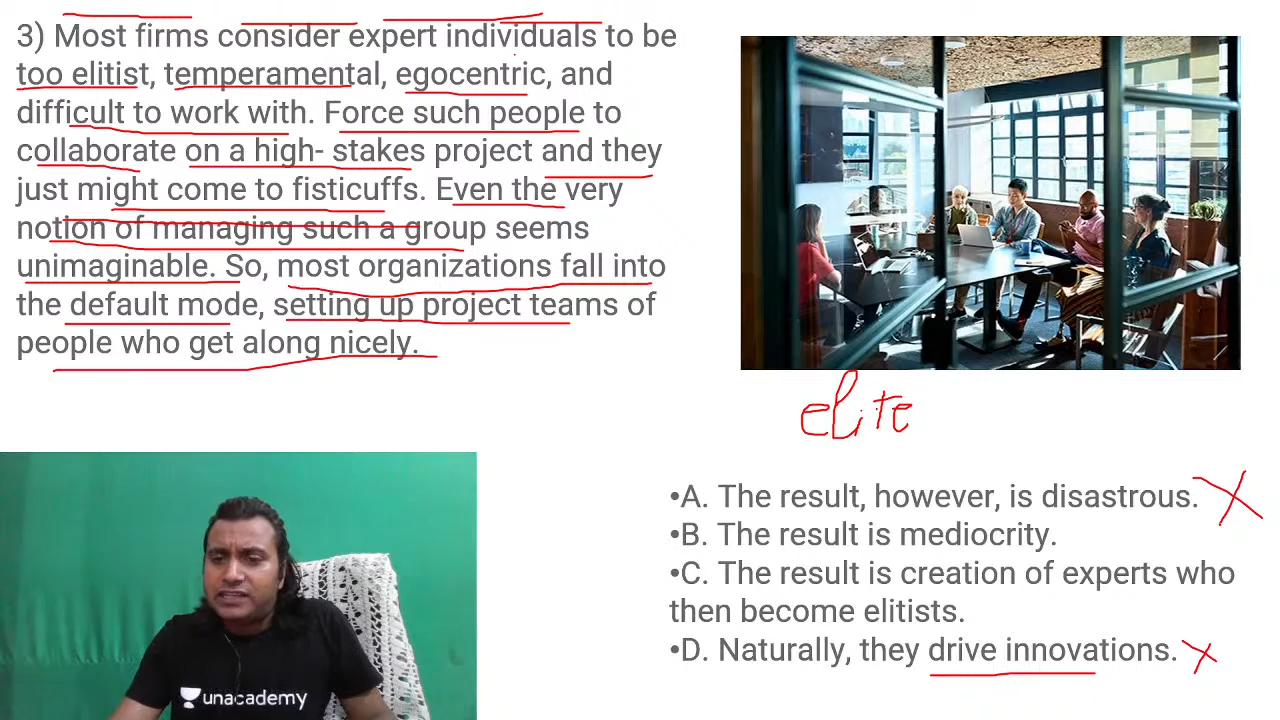 3) Most firms consider expert individuals to be
too elitist, temperamental, egocentric, and
difficult to work with. Force such people to
collaborate on a high- stakes project and they
just might come to fisticuffs. Even the very
notion of managing such a group seems
unimaginable. So, most organizations fall into
the default mode, setting up project teams of
people who get along nicely.
elite
•A. The result, however, is disastrous.
•B. The result is mediocrity.
•C. The result is creation of experts who
then become elitists.
•D. Naturally, they drive innovations.
unacademy